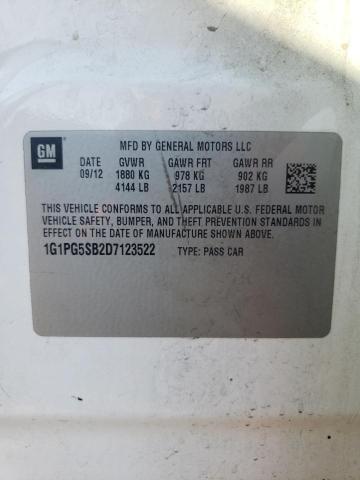 GM
MFD BY GENERAL MOTORS LLC
DATE GVWR GAWR FRT GAWR RR
09/12 1880 KG 978 KG 902 KG
4144 LB 2157 LB 1987 LB
THIS VEHICLE CONFORMS TO ALL APPLICABLE U.S. FEDERAL MOTOR
VEHICLE SAFETY, BUMPER, AND THEFT PREVENTION STANDARDS IN
EFFECT ON THE DATE OF MANUFACTURE SHOWN ABOVE.
1G1PG5SB2D7123522 TYPE: PASS CAR